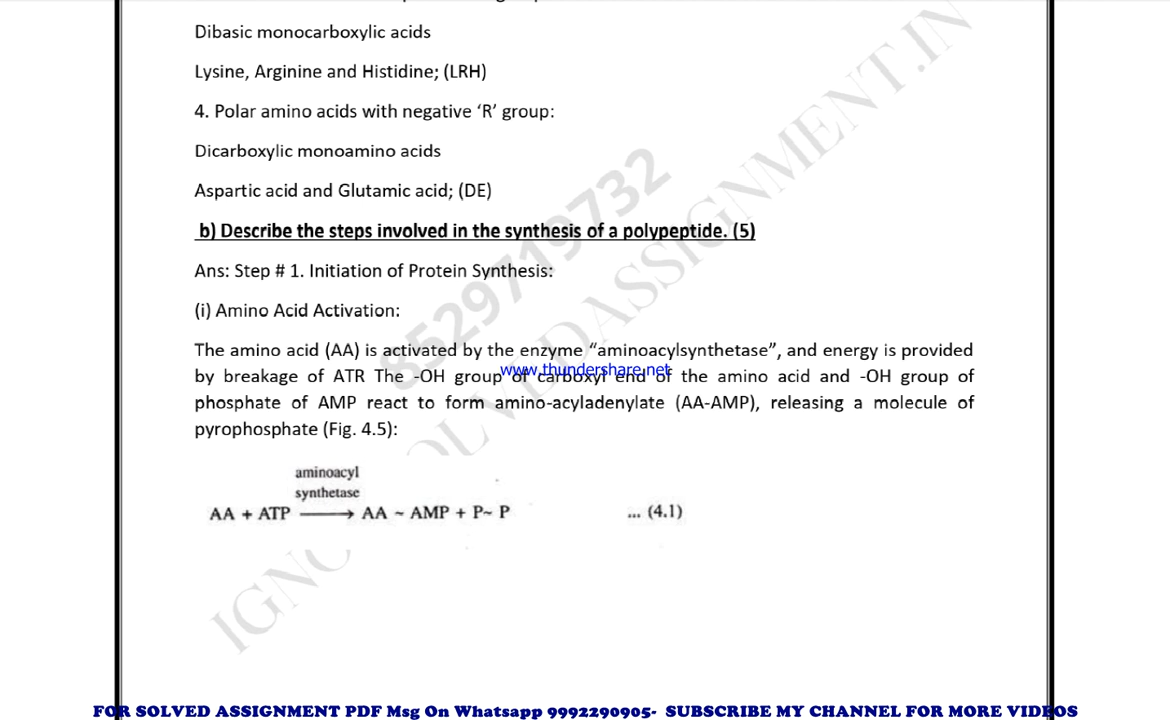 Dibasic monocarboxylic acids
Lysine, Arginine and Histidine; (LRH)
4. Polar amino acids with negative ‘R’ group:
Dicarboxylic monoamino acids
Aspartic acid and Glutamic acid; (DE)
b) Describe the steps involved in the synthesis of a polypeptide. (5)
Ans: Step # 1. Initiation of Protein Synthesis:
(i) Amino Acid Activation:
The amino acid (AA) is activated by the enzyme “aminoacylsynthetase”, and energy is provided
by breakage of ATR The -OH group of carboxyl end of the amino acid and -OH group of
www.thundershare.net
phosphate of AMP react to form amino-acyladenylate (AA-AMP), releasing a molecule of
pyrophosphate (Fig. 4.5):
aminoacyl
synthetase
AA + ATP ⟶ AA ~ AMP + P~ P ... (4.1)
8529719732
FOR SOLVED ASSIGNMENT PDF Msg On Whatsapp 9992290905- SUBSCRIBE MY CHANNEL FOR MORE VIDEOS